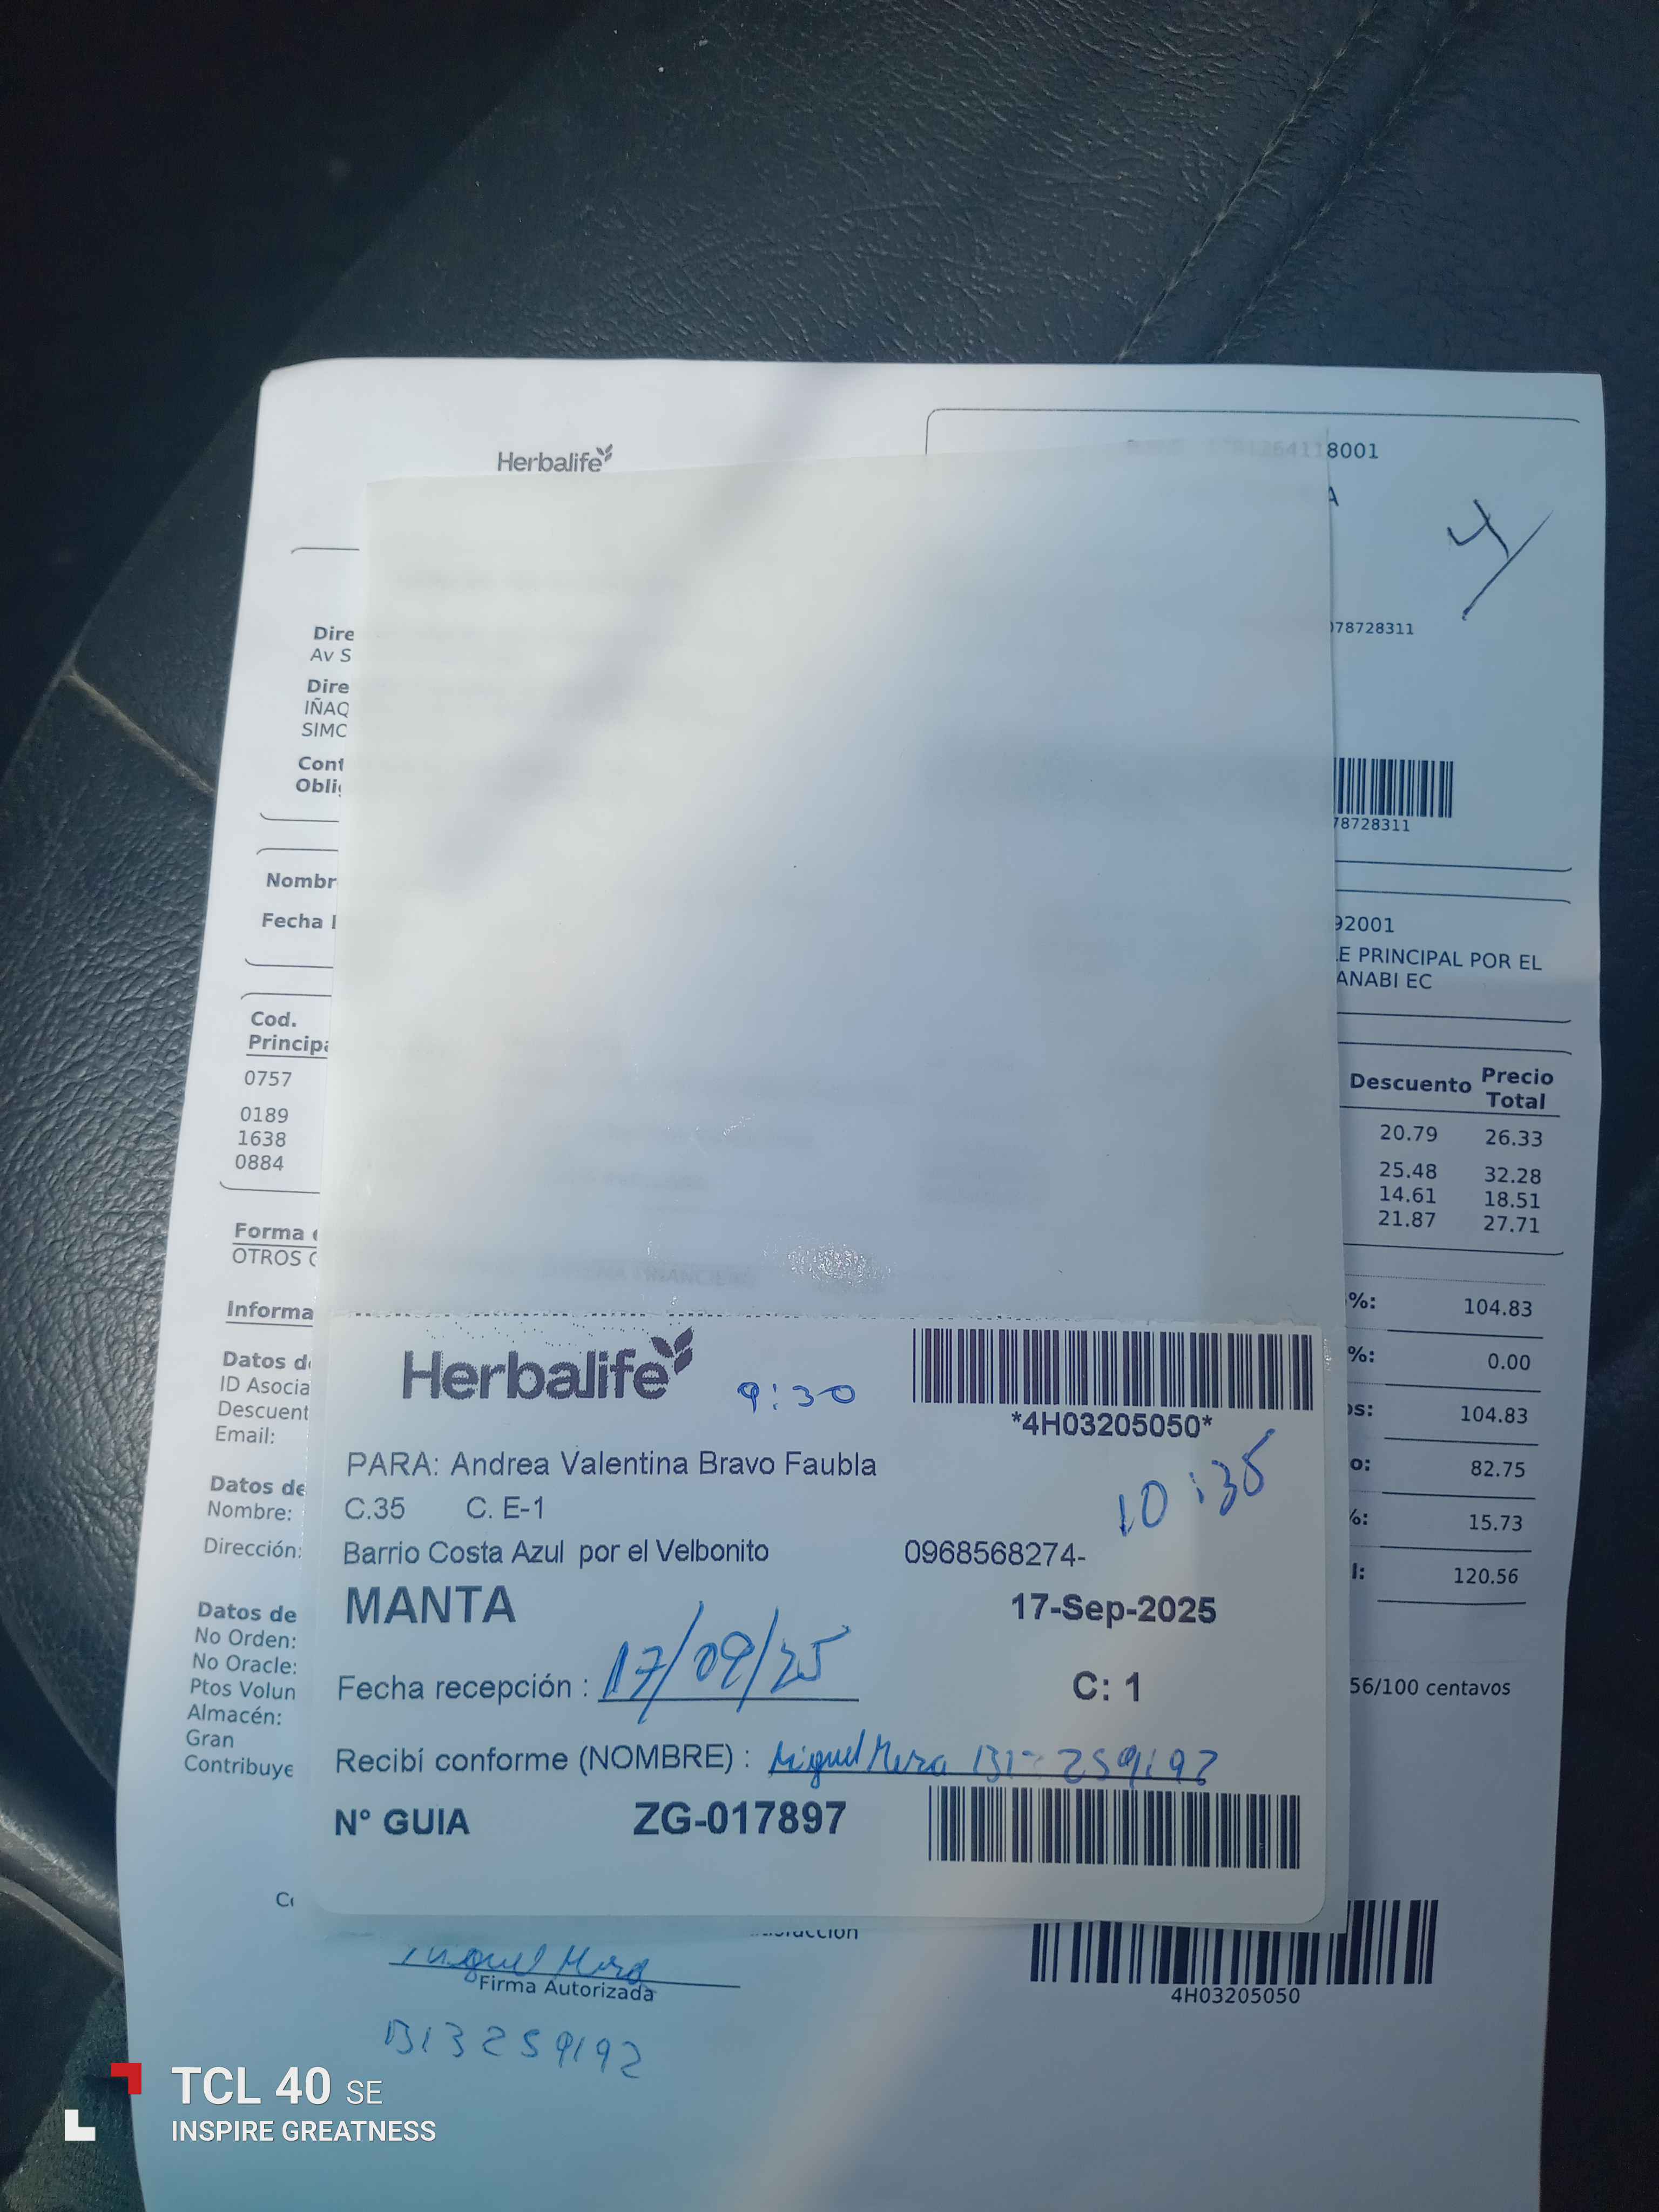 Herbalife
8001
A
4/
Dire
Av S
078728311
Dire
IÑAQ
SIMC
Cont
Obli
78728311
Nombr
92001
Fecha
E PRINCIPAL POR EL
ANABI EC
Cod.
Principa
Descuento Precio Total
0757 20.79 26.33
0189 25.48 32.28
1638 14.61 18.51
0884 21.87 27.71
Forma
OTROS
%: 104.83
Informa
%: 0.00
Datos d
ID Asocia
os: 104.83
Descuent
Email:
o: 82.75
Datos de
Nombre:
%: 15.73
Dirección:
l: 120.56
Datos de
No Orden:
No Oracle:
Ptos Volun
56/100 centavos
Almacén:
Gran
Contribuye
Herbalife 9:30
*4H03205050*
PARA: Andrea Valentina Bravo Faubla
10:35
C.35 C. E-1
Barrio Costa Azul por el Velbonito 0968568274-
MANTA 17-Sep-2025
Fecha recepción : 17/09/25 C: 1
Recibí conforme (NOMBRE) : Miguel Mera
N° GUIA ZG-017897
Miguel Mera
Firma Autorizada
4H03205050
1313259192
TCL 40 SE
INSPIRE GREATNESS